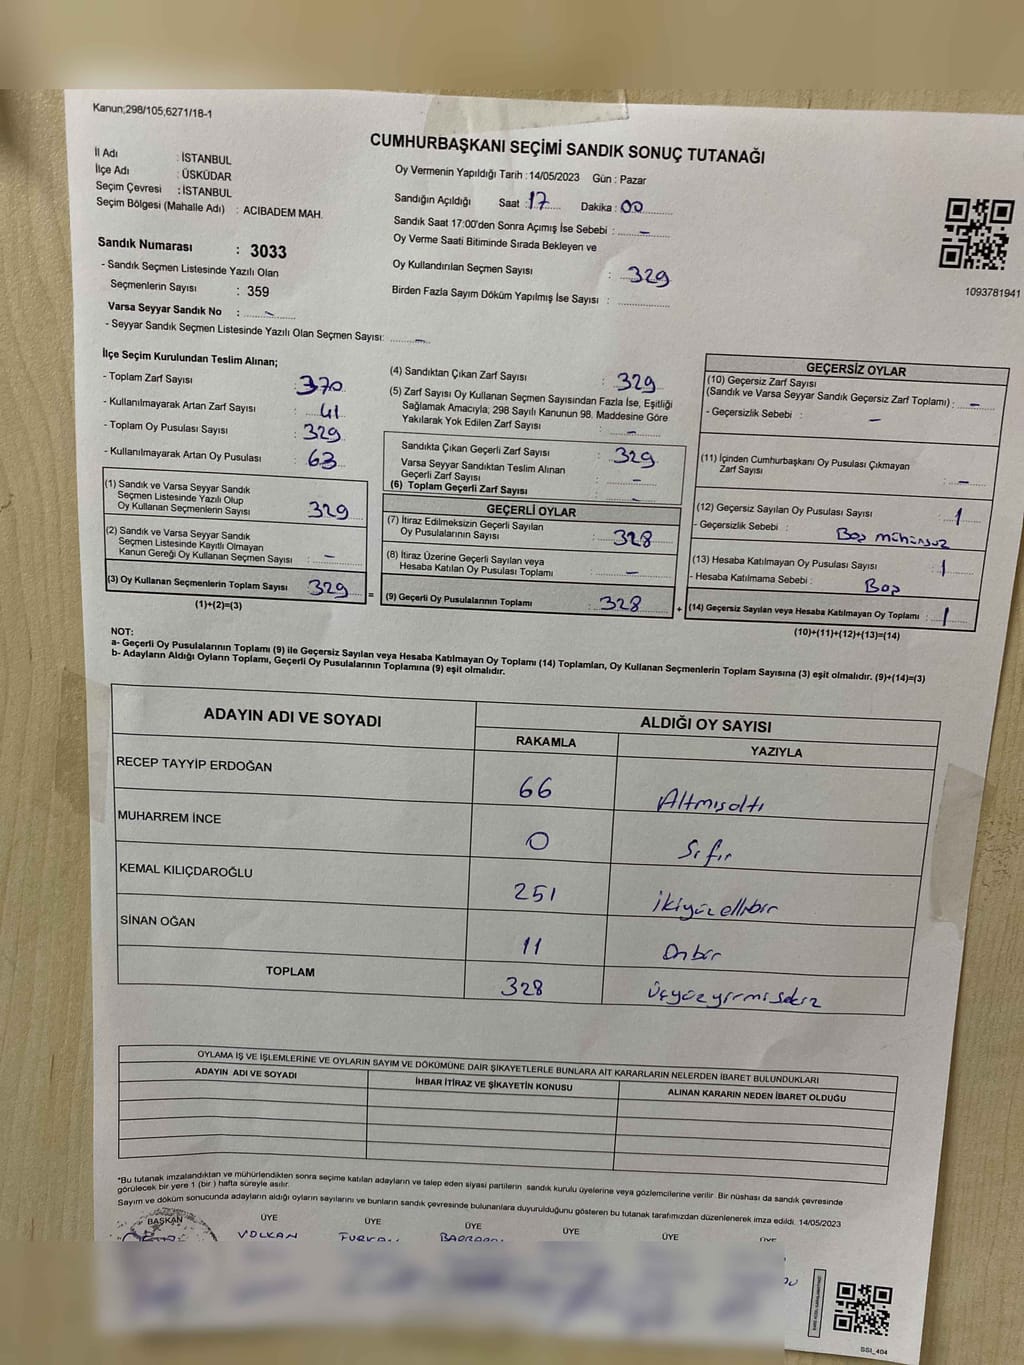 Kanun;298/105,6271/18-1
CUMHURBAŞKANI SEÇİMİ SANDIK SONUÇ TUTANAĞI
İl Adı : İSTANBUL
İlçe Adı : ÜSKÜDAR
Seçim Çevresi : İSTANBUL
Seçim Bölgesi (Mahalle Adı) : ACIBADEM MAH.
Oy Vermenin Yapıldığı Tarih : 14/05/2023 Gün : Pazar
Sandığın Açıldığı Saat : 17 Dakika : 00
Sandık Saat 17:00'den Sonra Açımış İse Sebebi : -
Oy Verme Saati Bitiminde Sırada Bekleyen ve
Oy Kullandırılan Seçmen Sayısı : 329
Birden Fazla Sayım Döküm Yapılmış İse Sayısı :
1093781941
Sandık Numarası : 3033
- Sandık Seçmen Listesinde Yazılı Olan
Seçmenlerin Sayısı : 359
Varsa Seyyar Sandık No : -
- Seyyar Sandık Seçmen Listesinde Yazılı Olan Seçmen Sayısı: -
İlçe Seçim Kurulundan Teslim Alınan;
- Toplam Zarf Sayısı : 370
- Kullanılmayarak Artan Zarf Sayısı : 41
- Toplam Oy Pusulası Sayısı : 329
- Kullanılmayarak Artan Oy Pusulası : 63
(1) Sandık ve Varsa Seyyar Sandık
Seçmen Listesinde Yazılı Olup
Oy Kullanan Seçmenlerin Sayısı : 329
(2) Sandık ve Varsa Seyyar Sandık
Seçmen Listesinde Kayıtlı Olmayan
Kanun Gereği Oy Kullanan Seçmen Sayısı : -
(3) Oy Kullanan Seçmenlerin Toplam Sayısı : 329 =
(1)+(2)=(3)
(4) Sandıktan Çıkan Zarf Sayısı : 329
(5) Zarf Sayısı Oy Kullanan Seçmen Sayısından Fazla İse, Eşitliği
Sağlamak Amacıyla; 298 Sayılı Kanunun 98. Maddesine Göre
Yakılarak Yok Edilen Zarf Sayısı : -
Sandıkta Çıkan Geçerli Zarf Sayısı : 329
Varsa Seyyar Sandıktan Teslim Alınan
Geçerli Zarf Sayısı : -
(6) Toplam Geçerli Zarf Sayısı : -
GEÇERLİ OYLAR
(7) İtiraz Edilmeksizin Geçerli Sayılan
Oy Pusulalarının Sayısı : 328
(8) İtiraz Üzerine Geçerli Sayılan veya
Hesaba Katılan Oy Pusulası Toplamı : -
(9) Geçerli Oy Pusulalarının Toplamı : 328 +
GEÇERSİZ OYLAR
(10) Geçersiz Zarf Sayısı
(Sandık ve Varsa Seyyar Sandık Geçersiz Zarf Toplamı) : -
- Geçersizlik Sebebi : -
(11) İçinden Cumhurbaşkanı Oy Pusulası Çıkmayan
Zarf Sayısı : -
(12) Geçersiz Sayılan Oy Pusulası Sayısı : 1
- Geçersizlik Sebebi : Boş mühürsüz
(13) Hesaba Katılmayan Oy Pusulası Sayısı : 1
- Hesaba Katılmama Sebebi : Boş
(14) Geçersiz Sayılan veya Hesaba Katılmayan Oy Toplamı : 1
(10)+(11)+(12)+(13)=(14)
NOT:
a- Geçerli Oy Pusulalarının Toplamı (9) ile Geçersiz Sayılan veya Hesaba Katılmayan Oy Toplamı (14) Toplamları, Oy Kullanan Seçmenlerin Toplam Sayısına (3) eşit olmalıdır. (9)+(14)=(3)
b- Adayların Aldığı Oyların Toplamı, Geçerli Oy Pusulalarının Toplamına (9) eşit olmalıdır.
ADAYIN ADI VE SOYADI
ALDIĞI OY SAYISI
RAKAMLA YAZIYLA
RECEP TAYYİP ERDOĞAN 66 Altmışaltı
MUHARREM İNCE 0 Sıfır
KEMAL KILIÇDAROĞLU 251 İkiyüzellibir
SİNAN OĞAN 11 Onbir
TOPLAM 328 Üçyüzyirmisekiz
OYLAMA İŞ VE İŞLEMLERİNE VE OYLARIN SAYIM VE DÖKÜMÜNE DAİR ŞİKAYETLERLE BUNLARA AİT KARARLARIN NELERDEN İBARET BULUNDUKLARI
ADAYIN ADI VE SOYADI İHBAR İTİRAZ VE ŞİKAYETİN KONUSU ALINAN KARARIN NEDEN İBARET OLDUĞU
*Bu tutanak imzalandıktan ve mühürlendikten sonra seçime katılan adayların ve talep eden siyasi partilerin sandık kurulu üyelerine veya gözlemcilerine verilir. Bir nüshası da sandık çevresinde
görülecek bir yere 1 (bir ) hafta süreyle asılır.
Sayım ve döküm sonucunda adayların aldığı oyların sayılarını ve bunların sandık çevresinde bulunanlara duyurulduğunu gösteren bu tutanak tarafımızdan düzenlenerek imza edildi. 14/05/2023
BAŞKAN ÜYE ÜYE ÜYE ÜYE ÜYE ÜYE
VOLKAN
SSI_404